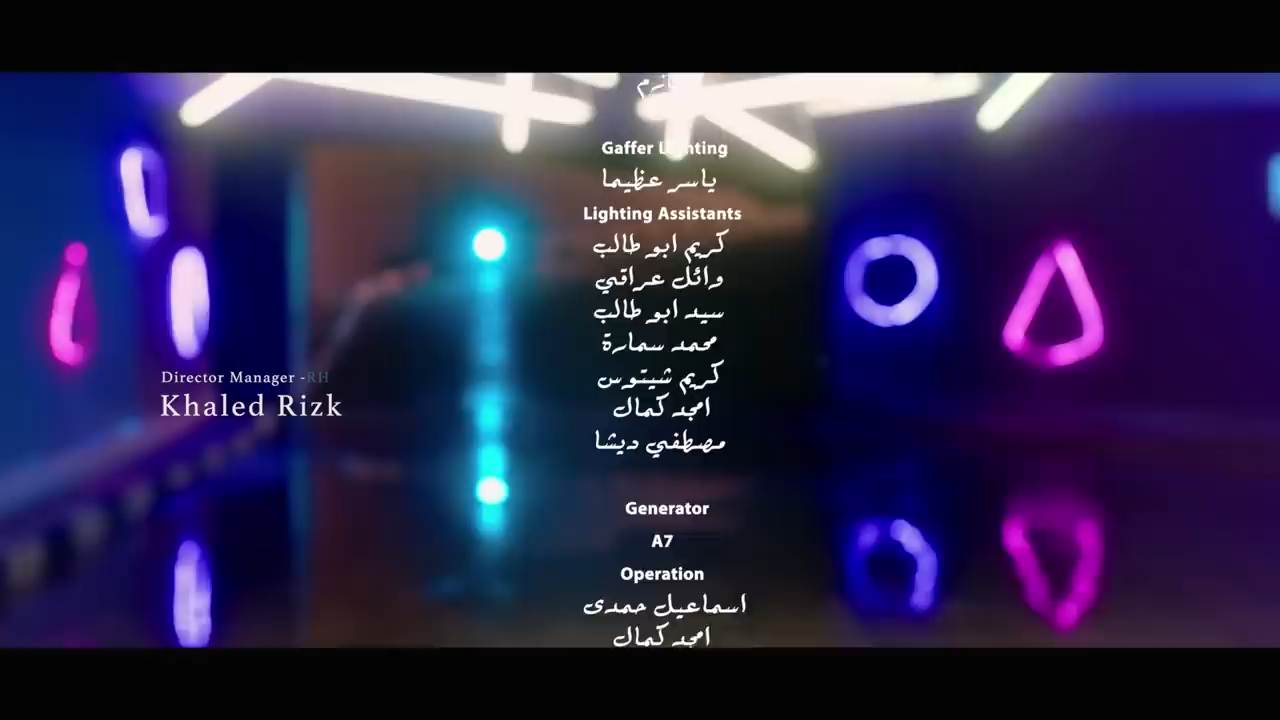 Gaffer Lighting
ياسر عظيما
Lighting Assistants
كريم ابو طالب
وائل عراقي
سيد ابو طالب
محمد سمارة
كريم شيتوس
امجد كمال
مصطفي ديشا
Director Manager -RH
Khaled Rizk
Generator
A7
Operation
اسماعيل حمدى
امجد كمال